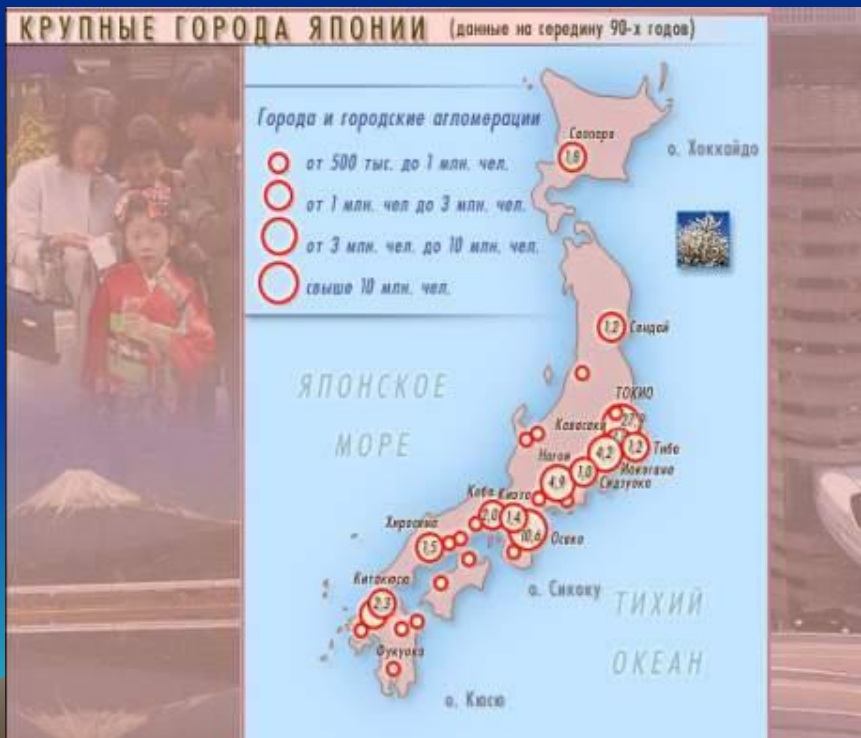 КРУПНЫЕ ГОРОДА ЯПОНИИ (данные на середину 90-х годов)
Города и городские агломерации
от 500 тыс. до 1 млн. чел.
от 1 млн. чел до 3 млн. чел.
от 3 млн. чел. до 10 млн. чел.
свыше 10 млн. чел.
Саппоро
1,8
о. Хоккайдо
1,2 Сендай
ЯПОНСКОЕ
МОРЕ
ТОКИО
27,9
Кавасаки
1,2 Тиба
4,2
Иокогама
Нагоя
4,9
1,0
Сидзуока
Кобе Киото
2,0
1,4
10,6 Осака
Хиросима
1,5
о. Сикоку
Китакюсю
2,3
ТИХИЙ
ОКЕАН
Фукуока
о. Кюсю